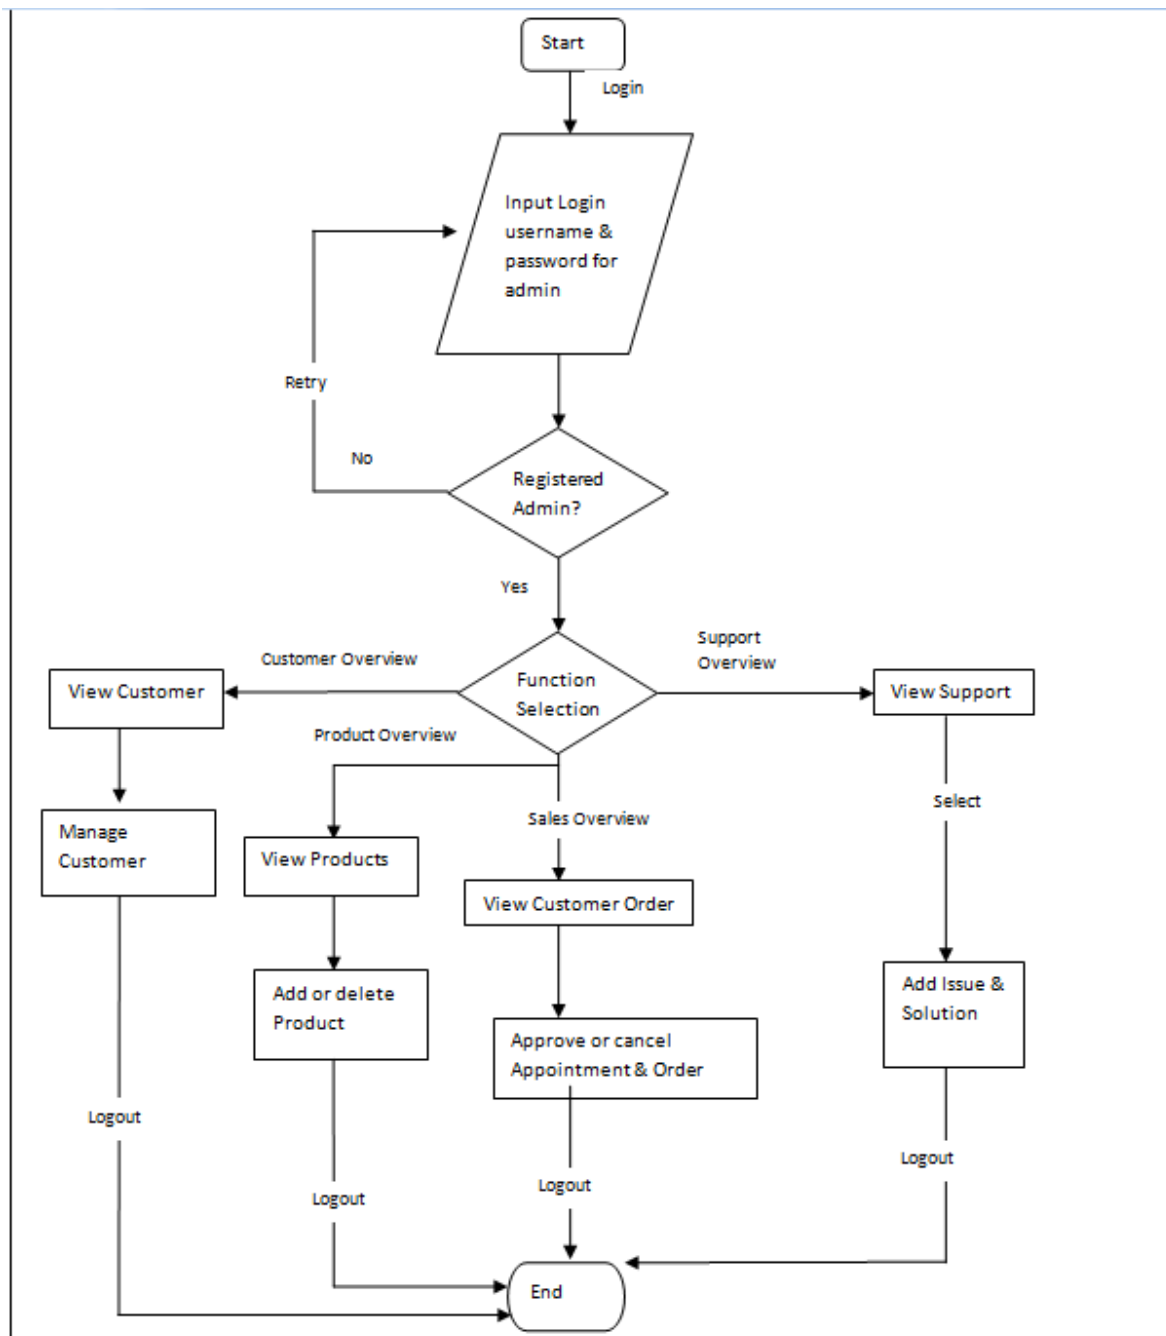 Start
Login
Input Login
username &
password for
admin
Retry
No
Registered
Admin?
Yes
Support
Overview
Customer Overview
View Customer
Function
Selection
View Support
Product Overview
Select
Sales Overview
Manage
Customer
View Products
View Customer Order
Add or delete
Product
Add Issue &
Solution
Approve or cancel
Appointment & Order
Logout
Logout
Logout
Logout
End